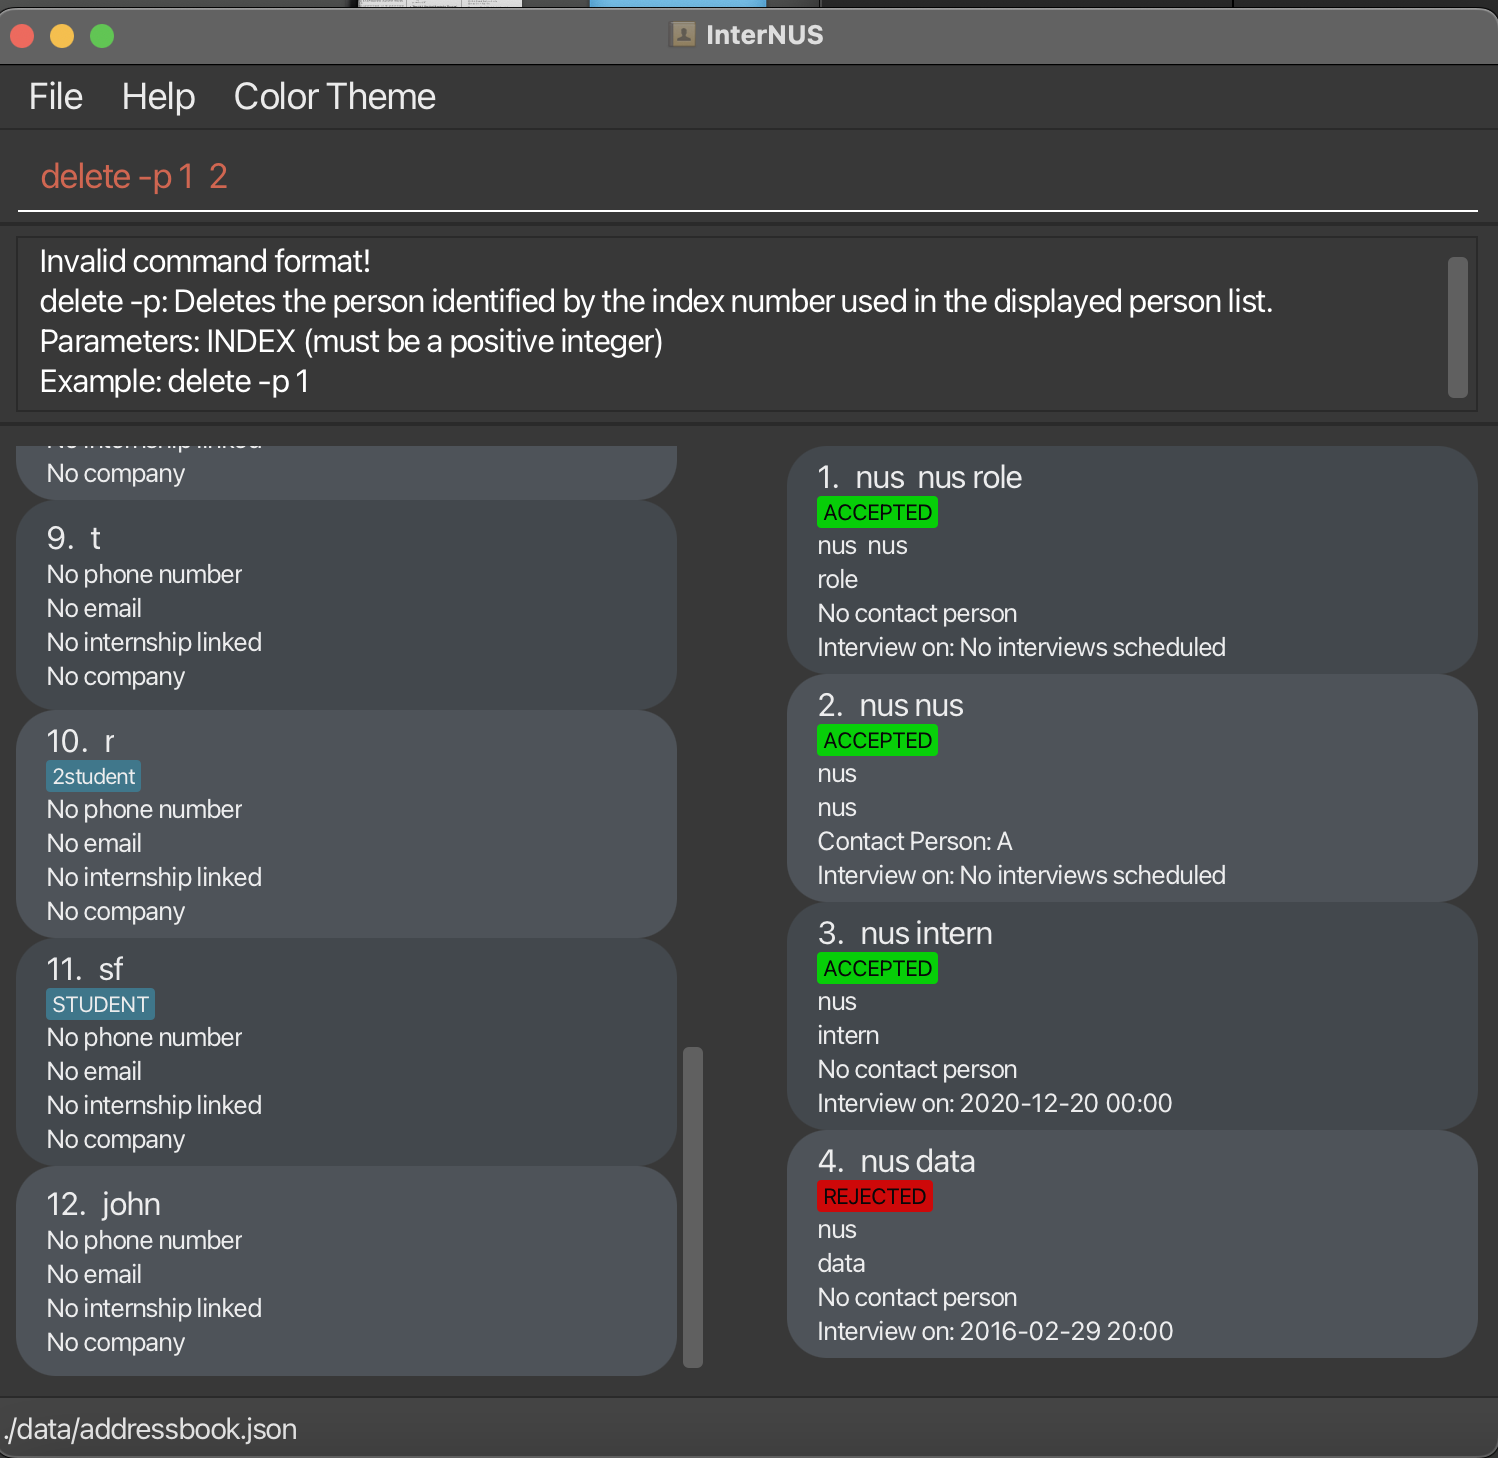 InterNUS
File Help Color Theme
delete -p 1  2
Invalid command format!
delete -p: Deletes the person identified by the index number used in the displayed person list.
Parameters: INDEX (must be a positive integer)
Example: delete -p 1
No company
9. t
No phone number
No email
No internship linked
No company
10. r
2student
No phone number
No email
No internship linked
No company
11. sf
STUDENT
No phone number
No email
No internship linked
No company
12. john
No phone number
No email
No internship linked
No company
1. nus  nus role
ACCEPTED
nus  nus
role
No contact person
Interview on: No interviews scheduled
2. nus nus
ACCEPTED
nus
nus
Contact Person: A
Interview on: No interviews scheduled
3. nus intern
ACCEPTED
nus
intern
No contact person
Interview on: 2020-12-20 00:00
4. nus data
REJECTED
nus
data
No contact person
Interview on: 2016-02-29 20:00
./data/addressbook.json